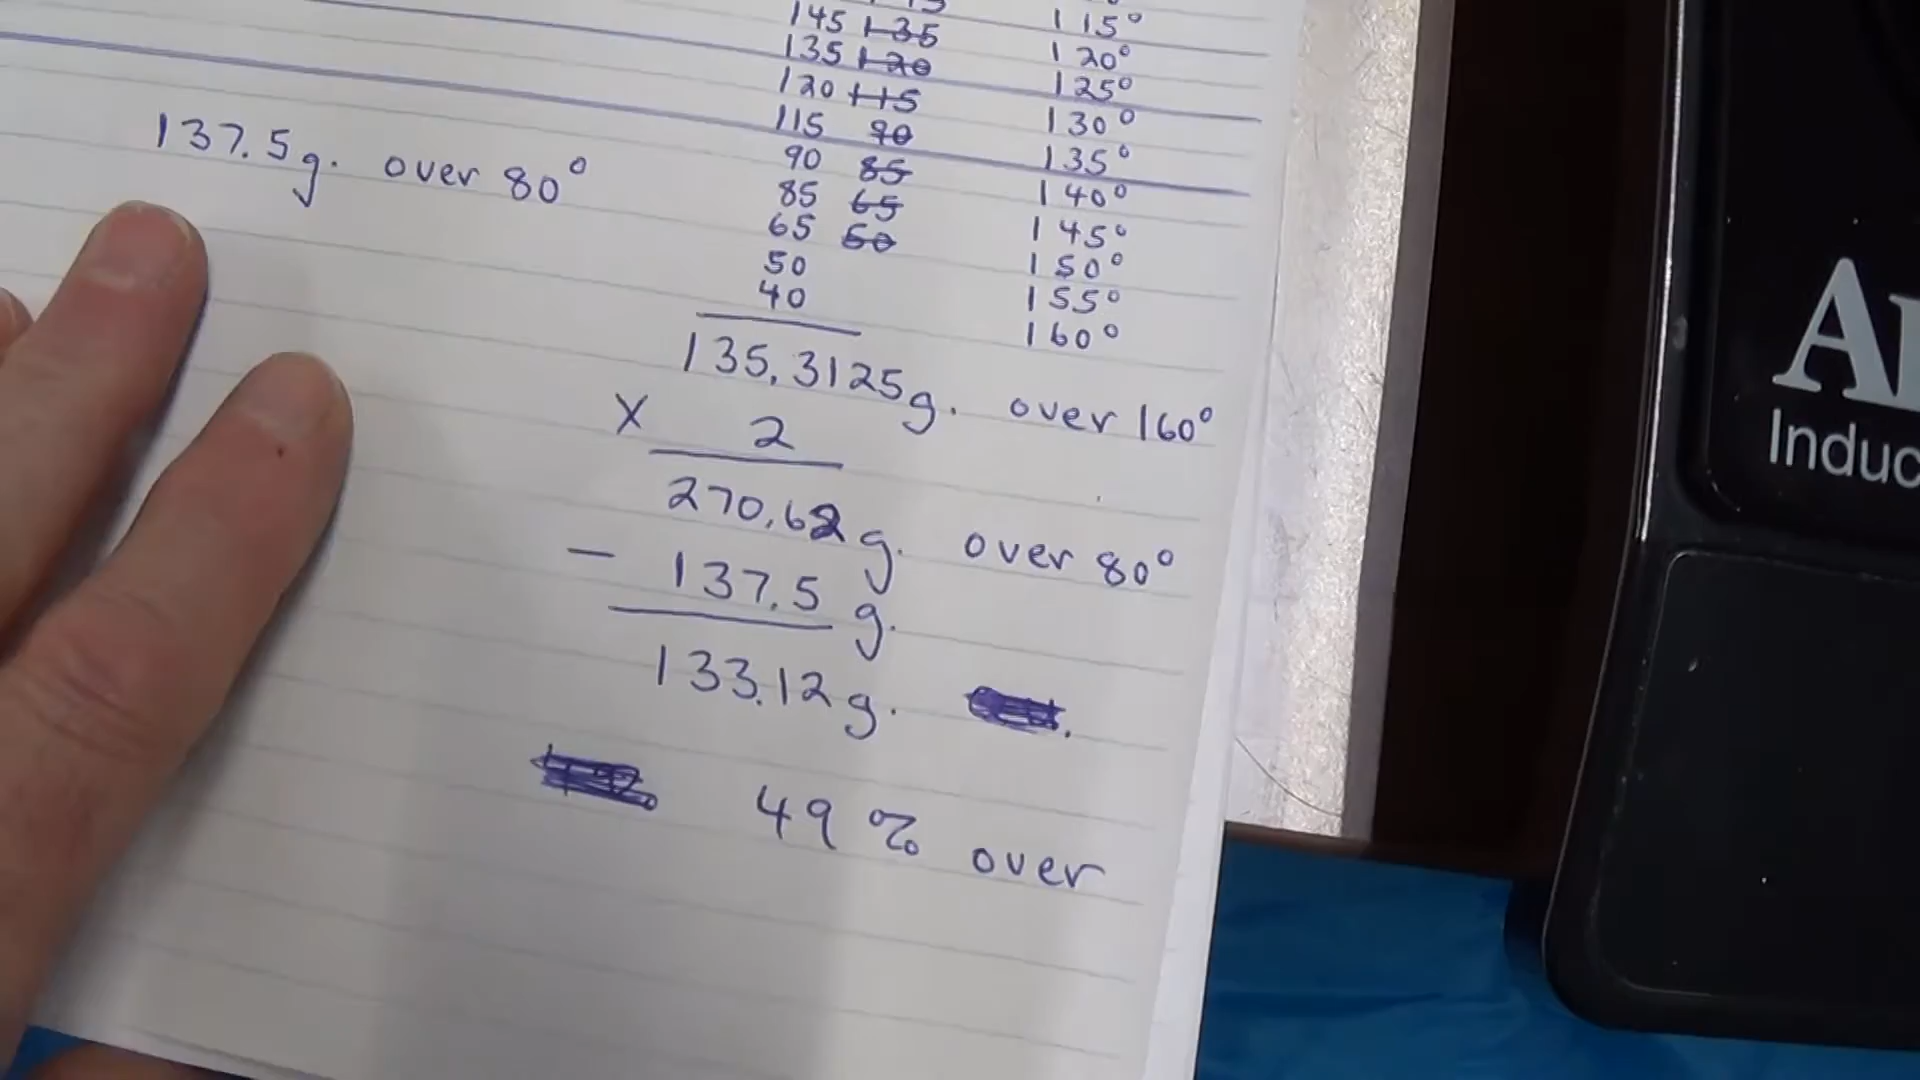 145 135 115°
135 120 120°
120 115 125°
115 90 130°
90 85 135°
85 65 140°
65 50 145°
50 150°
40 155°
160°
137.5g. over 80°
135.3125g. over 160°
x 2
270.62g. over 80°
- 137.5 g.
133.12g.
49% over
Induc